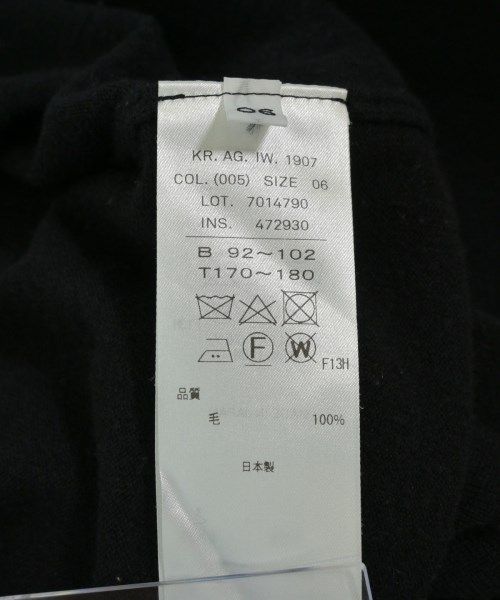 06
KR. AG. IW. 1907
COL. (005) SIZE 06
LOT. 7014790
INS. 472930
B 92～102
T170～180
F W F13H
品質
毛 100%
日本製